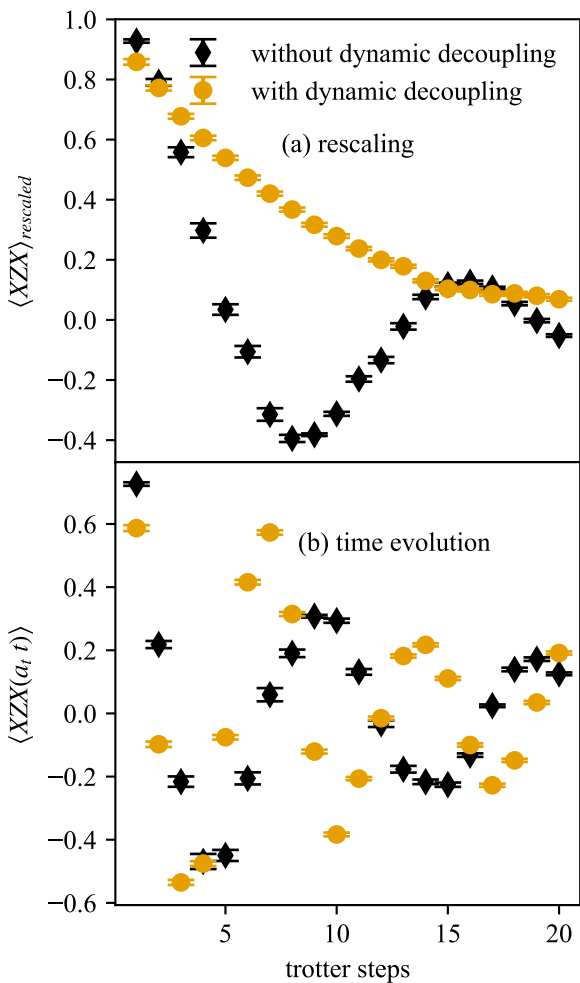 1.0
without dynamic decoupling
0.8
with dynamic decoupling
0.6
(a) rescaling
0.4
0.2
0.0
−0.2
−0.4
⟨XZX⟩rescaled
0.6
(b) time evolution
0.4
0.2
0.0
−0.2
−0.4
−0.6
⟨XZX(a_t t)⟩
5 10 15 20
trotter steps